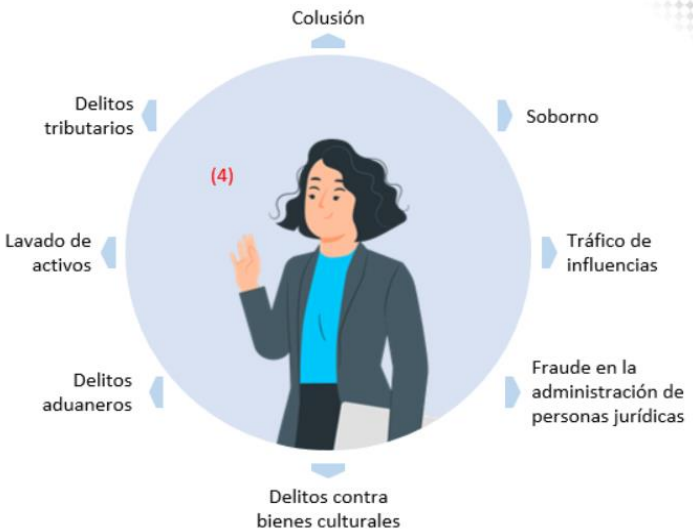 Colusión
Delitos
tributarios
Soborno
(4)
Lavado de
activos
Tráfico de
influencias
Delitos
aduaneros
Fraude en la
administración de
personas jurídicas
Delitos contra
bienes culturales